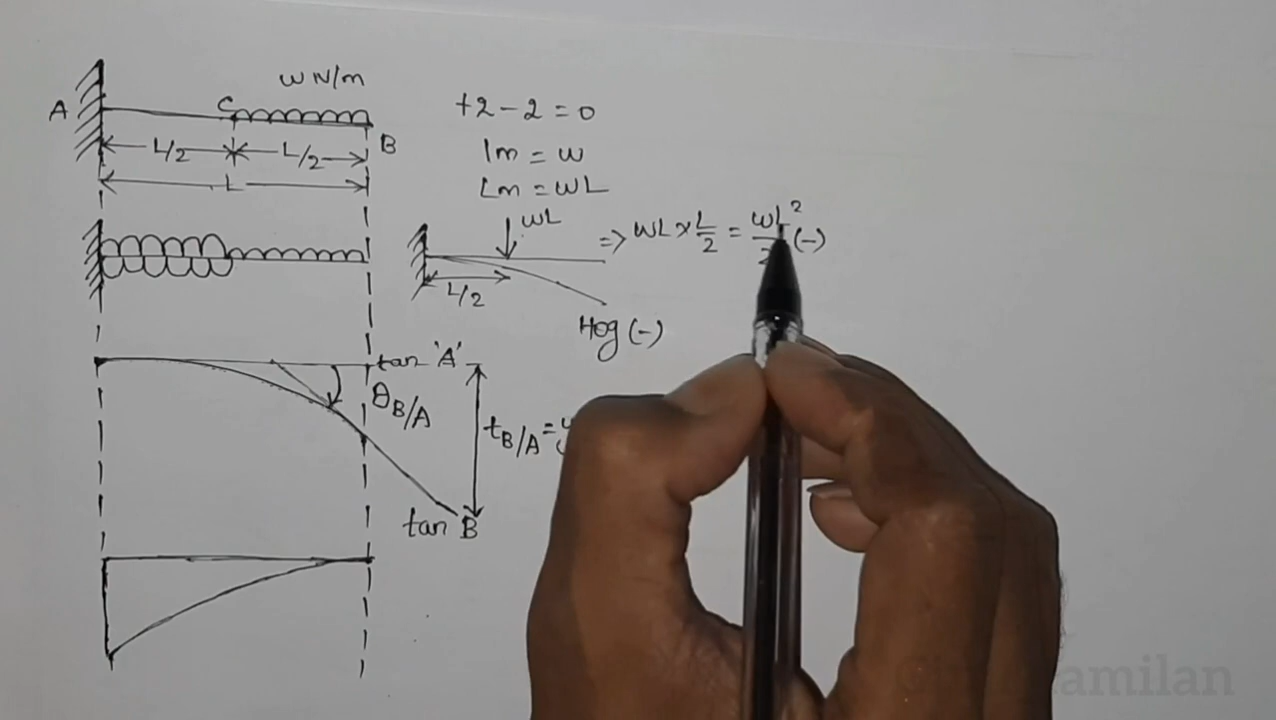 w N/m
A
C
B
L/2
L/2
L
+2 - 2 = 0
1m = w
Lm = wL
wL
L/2
=> wL × L/2 = wL²/2 (-)
Hog (-)
tan 'A'
θB/A
tB/A =
tan B
amilan